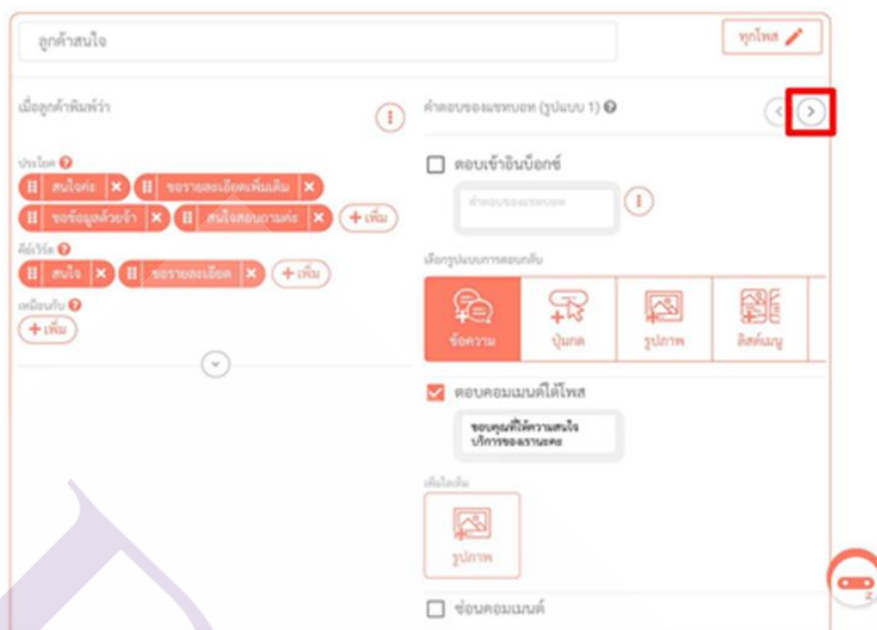 ลูกค้าสนใจ
ทุกโพส
เมื่อลูกค้าพิมพ์ว่า
ประโยค
สนใจค่ะ
ขอรายละเอียดเพิ่มเติม
ขอข้อมูลด้วยจ้า
สนใจสอบถามค่ะ
+ เพิ่ม
คีย์เวิร์ด
สนใจ
ขอรายละเอียด
+ เพิ่ม
เหมือนกับ
+ เพิ่ม
คำตอบของแชทบอท (รูปแบบ 1)
ตอบเข้าอินบ็อกซ์
คำตอบของแชทบอท
เลือกรูปแบบการตอบกลับ
ข้อความ
ปุ่มกด
รูปภาพ
ลิสต์เมนู
ตอบคอมเมนต์ใต้โพส
ขอบคุณที่ให้ความสนใจ
บริการของเรานะคะ
เพิ่มไอเท็ม
รูปภาพ
ซ่อนคอมเมนต์